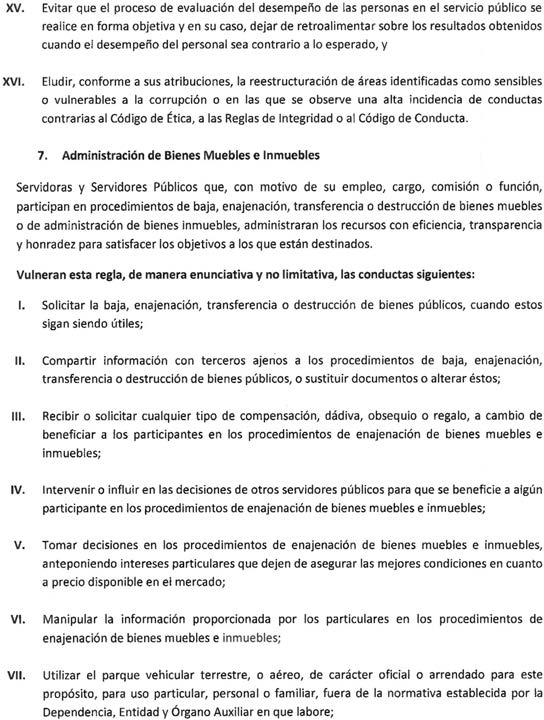 XV. Evitar que el proceso de evaluación del desempeño de las personas en el servicio público se
realice en forma objetiva y en su caso, dejar de retroalimentar sobre los resultados obtenidos
cuando el desempeño del personal sea contrario a lo esperado, y
XVI. Eludir, conforme a sus atribuciones, la reestructuración de áreas identificadas como sensibles
o vulnerables a la corrupción o en las que se observe una alta incidencia de conductas
contrarias al Código de Ética, a las Reglas de Integridad o al Código de Conducta.
7. Administración de Bienes Muebles e Inmuebles
Servidoras y Servidores Públicos que, con motivo de su empleo, cargo, comisión o función,
participan en procedimientos de baja, enajenación, transferencia o destrucción de bienes muebles
o de administración de bienes inmuebles, administraran los recursos con eficiencia, transparencia
y honradez para satisfacer los objetivos a los que están destinados.
Vulneran esta regla, de manera enunciativa y no limitativa, las conductas siguientes:
I. Solicitar la baja, enajenación, transferencia o destrucción de bienes públicos, cuando estos
sigan siendo útiles;
II. Compartir información con terceros ajenos a los procedimientos de baja, enajenación,
transferencia o destrucción de bienes públicos, o sustituir documentos o alterar éstos;
III. Recibir o solicitar cualquier tipo de compensación, dádiva, obsequio o regalo, a cambio de
beneficiar a los participantes en los procedimientos de enajenación de bienes muebles e
inmuebles;
IV. Intervenir o influir en las decisiones de otros servidores públicos para que se beneficie a algún
participante en los procedimientos de enajenación de bienes muebles e inmuebles;
V. Tomar decisiones en los procedimientos de enajenación de bienes muebles e inmuebles,
anteponiendo intereses particulares que dejen de asegurar las mejores condiciones en cuanto
a precio disponible en el mercado;
VI. Manipular la información proporcionada por los particulares en los procedimientos de
enajenación de bienes muebles e inmuebles;
VII. Utilizar el parque vehicular terrestre, o aéreo, de carácter oficial o arrendado para este
propósito, para uso particular, personal o familiar, fuera de la normativa establecida por la
Dependencia, Entidad y Órgano Auxiliar en que labore;